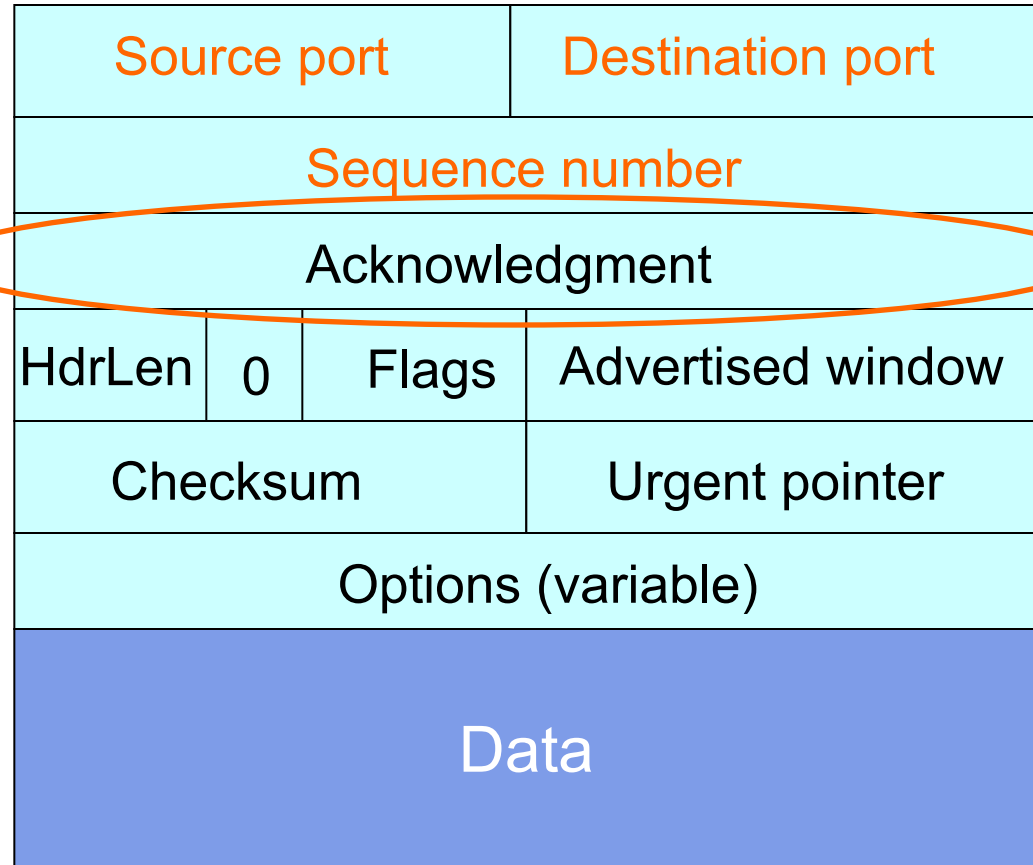 Source port Destination port
Sequence number
Acknowledgment
HdrLen 0 Flags Advertised window
Checksum Urgent pointer
Options (variable)
Data